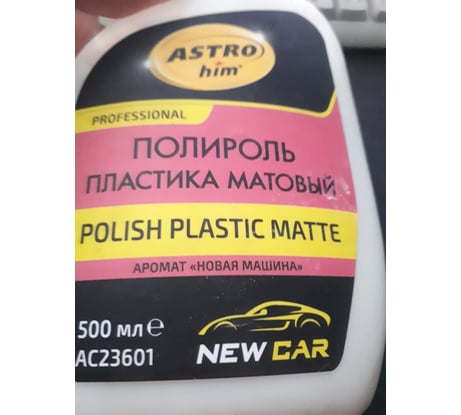 ASTRO
him®
PROFESSIONAL
ПОЛИРОЛЬ
ПЛАСТИКА МАТОВЫЙ
POLISH PLASTIC MATTE
АРОМАТ «НОВАЯ МАШИНА»
500 мл ℮
AC23601
NEW CAR